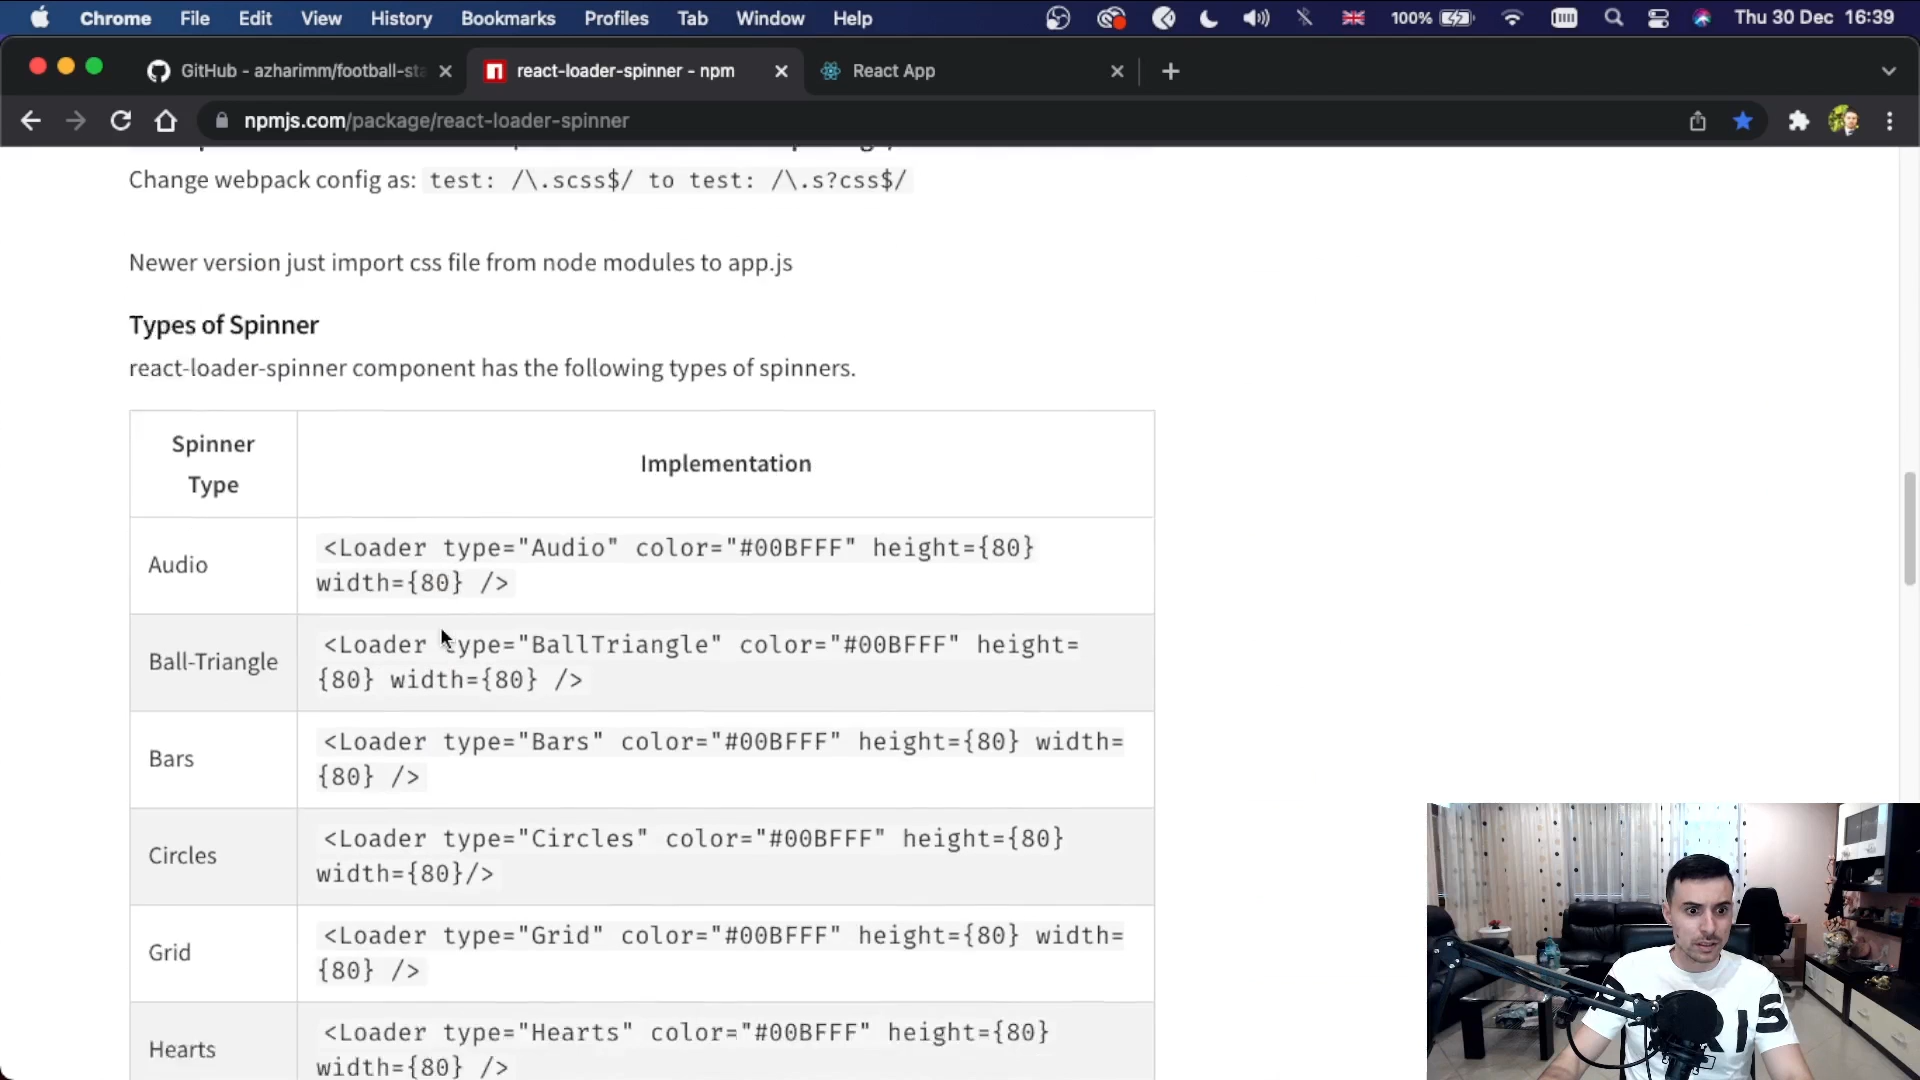 Chrome File Edit View History Bookmarks Profiles Tab Window Help 100% Thu 30 Dec 16:39
GitHub - azharimm/football-sta react-loader-spinner - npm React App
npmjs.com/package/react-loader-spinner
Change webpack config as: test: /\.scss$/ to test: /\.s?css$/
Newer version just import css file from node modules to app.js
Types of Spinner
react-loader-spinner component has the following types of spinners.
Spinner
Type
Implementation
Audio
<Loader type="Audio" color="#00BFFF" height={80}
width={80} />
Ball-Triangle
<Loader type="BallTriangle" color="#00BFFF" height=
{80} width={80} />
Bars
<Loader type="Bars" color="#00BFFF" height={80} width=
{80} />
Circles
<Loader type="Circles" color="#00BFFF" height={80}
width={80}/>
Grid
<Loader type="Grid" color="#00BFFF" height={80} width=
{80} />
Hearts
<Loader type="Hearts" color="#00BFFF" height={80}
width={80} />